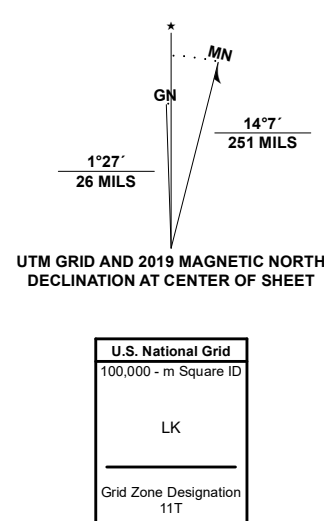 MN
GN
14°7´
251 MILS
1°27´
26 MILS
UTM GRID AND 2019 MAGNETIC NORTH
DECLINATION AT CENTER OF SHEET
U.S. National Grid
100,000 - m Square ID
LK
Grid Zone Designation
11T